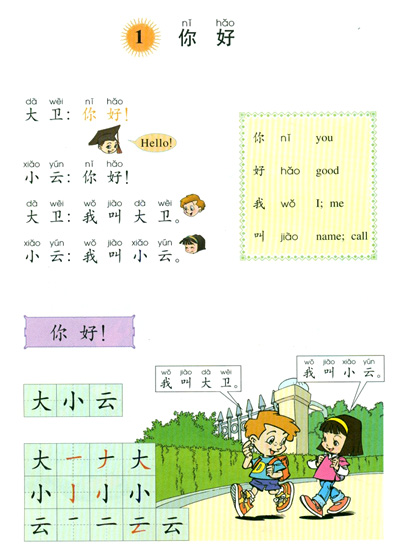 nǐ hǎo
1 你 好
dà wèi nǐ hǎo
大 卫：你 好！
Hello!
xiǎo yún nǐ hǎo
小 云：你 好！
dà wèi wǒ jiào dà wèi
大 卫：我 叫 大 卫。
xiǎo yún wǒ jiào xiǎo yún
小 云：我 叫 小 云。
你 nǐ you
好 hǎo good
我 wǒ I; me
叫 jiào name; call
你 好！
wǒ jiào dà wèi
我 叫 大 卫。
wǒ jiào xiǎo yún
我 叫 小 云。
大 小 云
大 一 ナ 大
小 亅 小 小
云 一 二 云 云